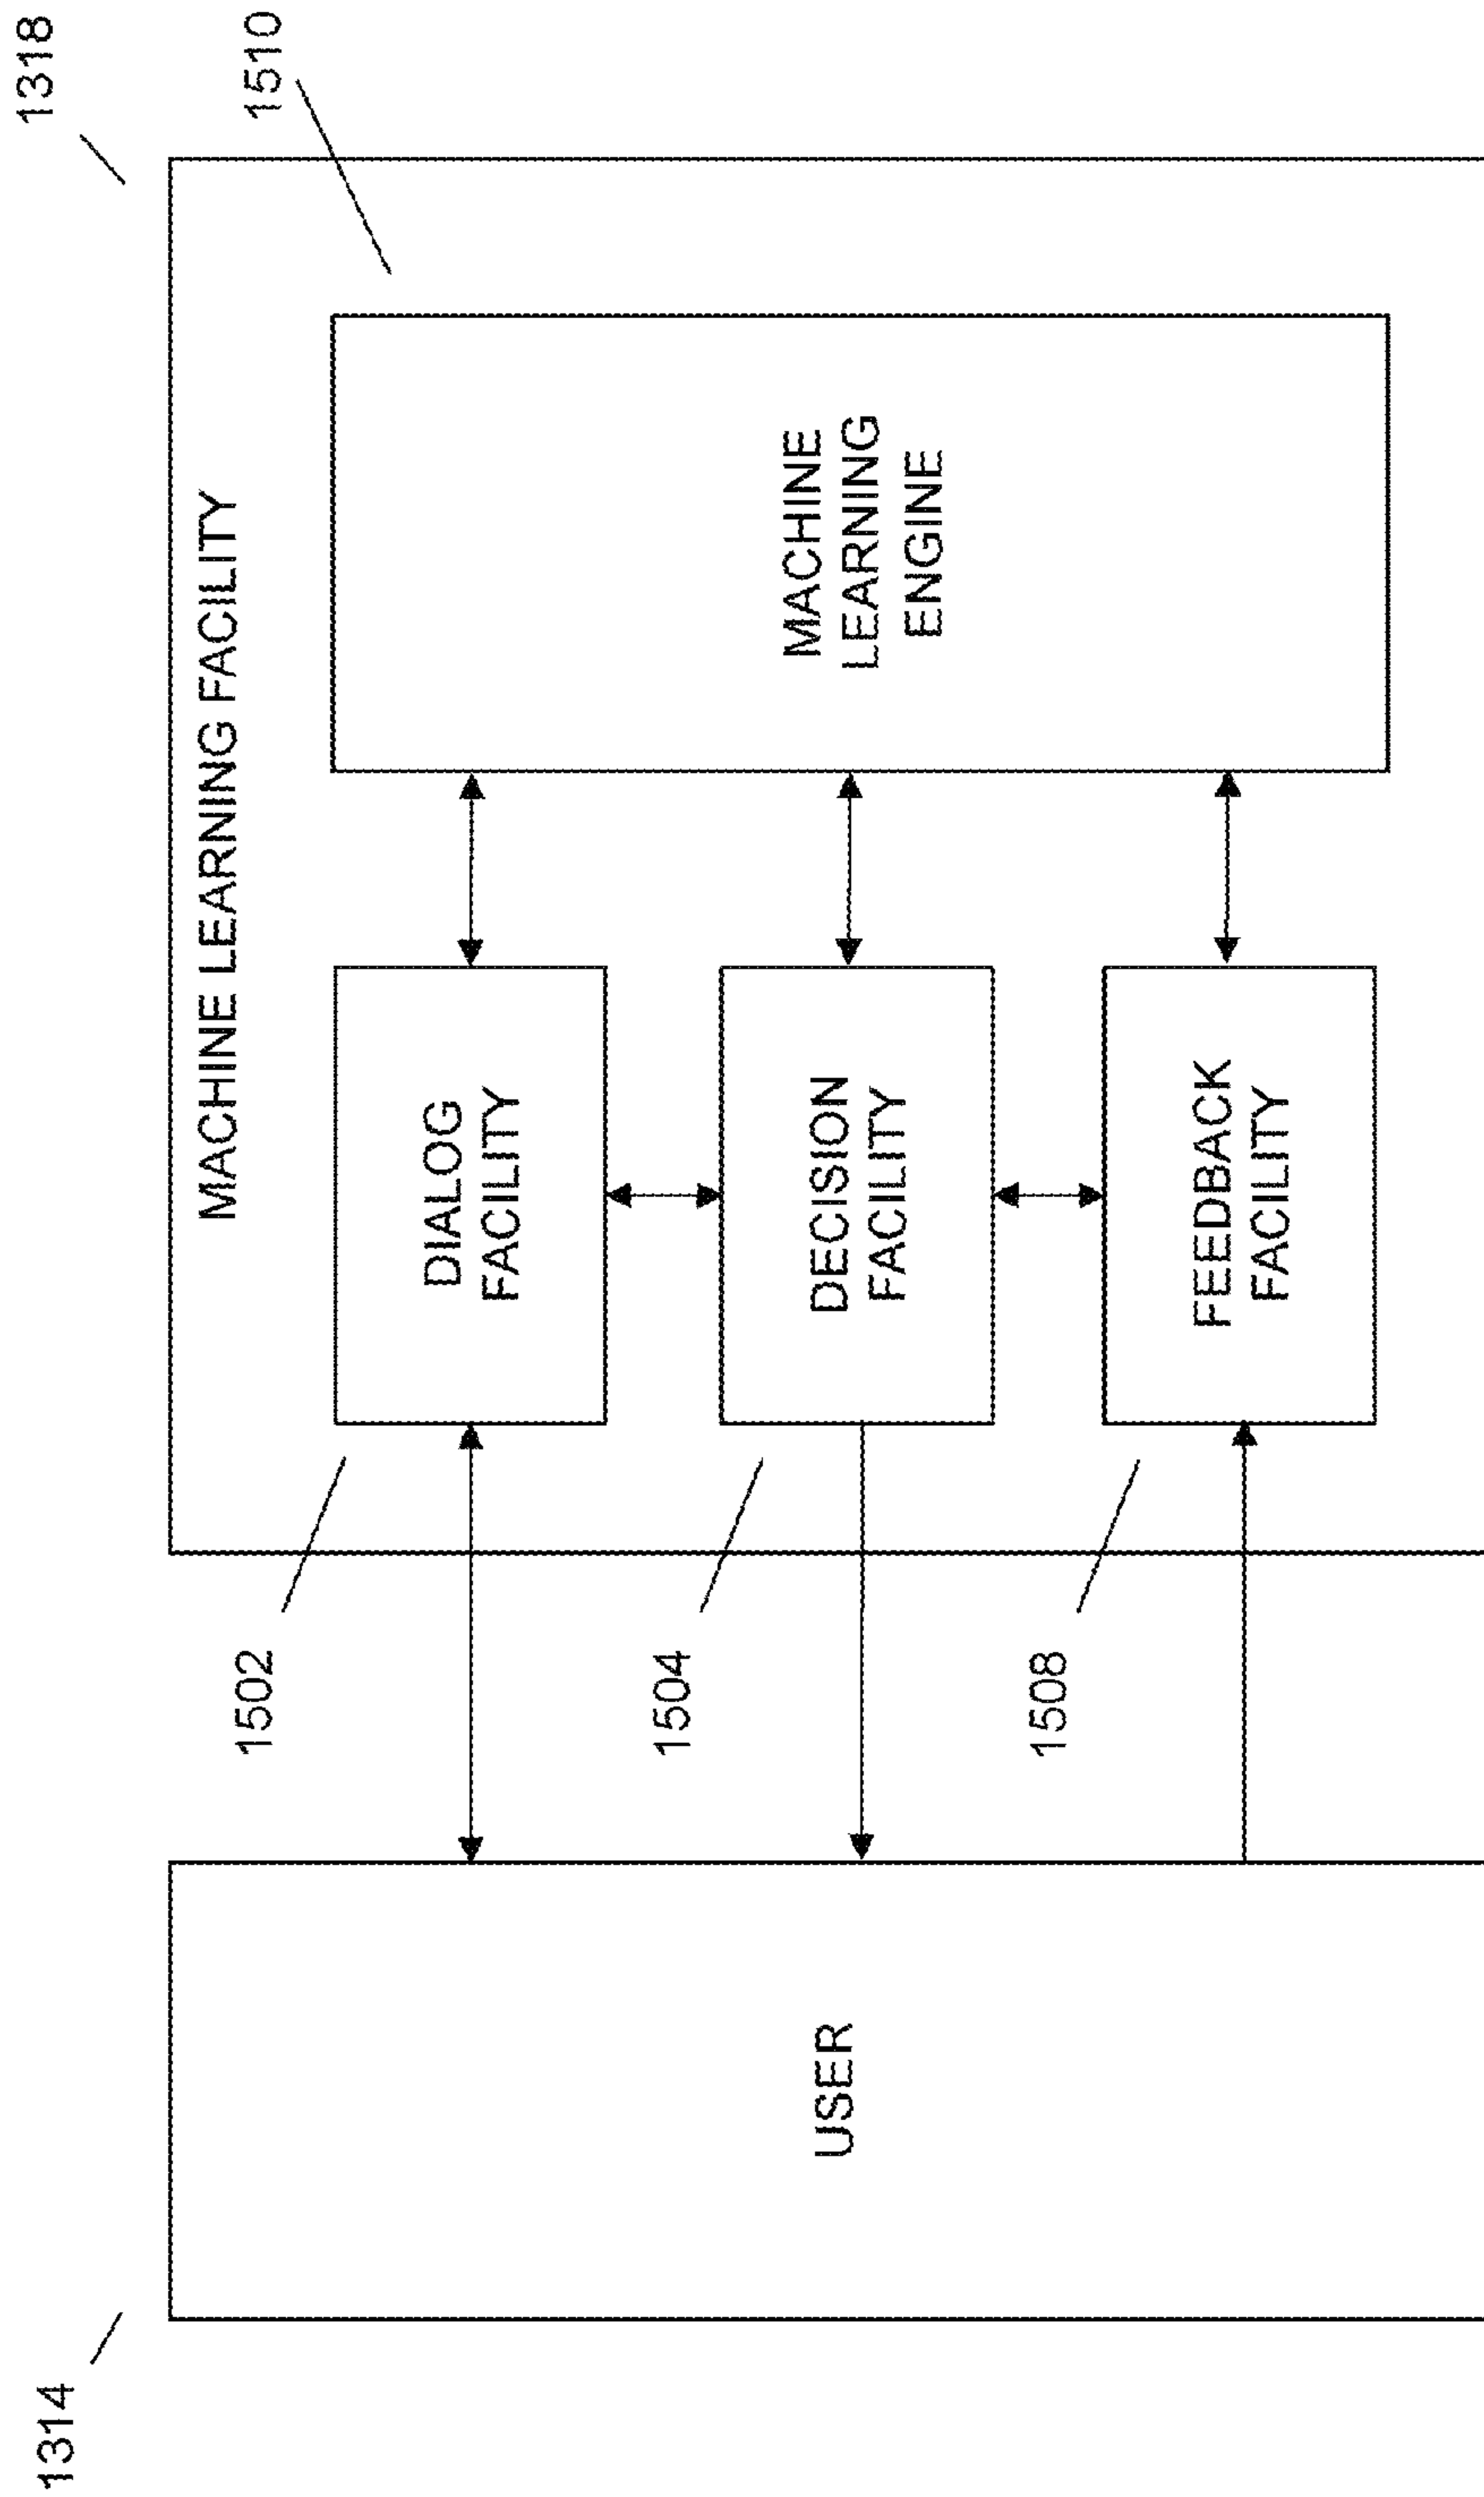 1318
1510
MACHINE LEARNING FACILITY
MACHINE
LEARNING
ENGINE
DIALOG
FACILITY
DECISION
FACILITY
FEEDBACK
FACILITY
1502
1504
1508
USER
1314